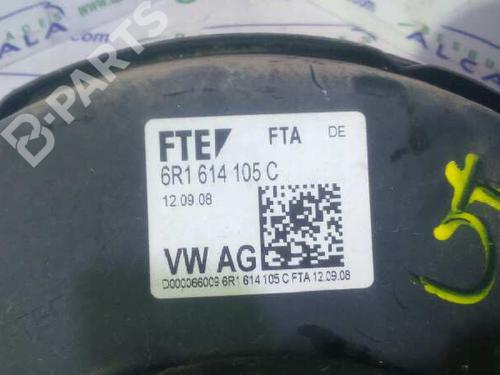 FTE FTA DE
6R1 614 105 C
12.09.08
VW AG
D000066009 6R1 614 105 C FTA 12.09.08
B-PARTS
ALCALA